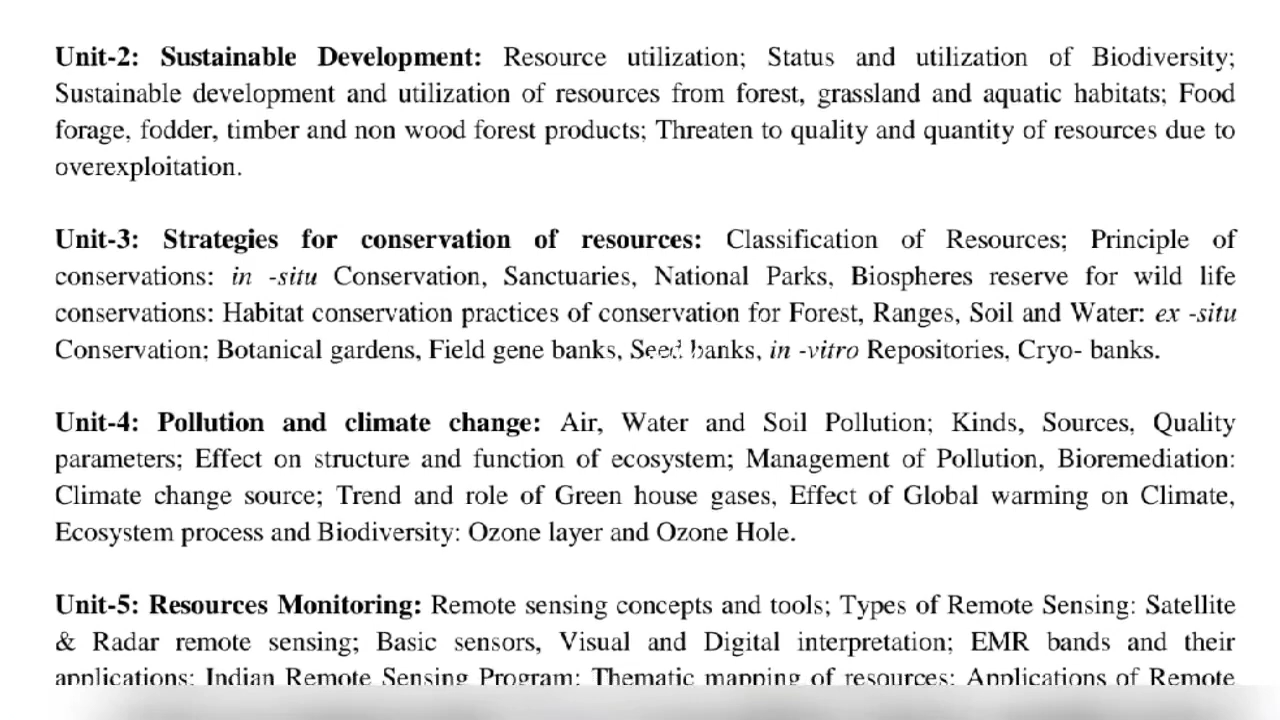 Unit-2: Sustainable Development: Resource utilization; Status and utilization of Biodiversity;
Sustainable development and utilization of resources from forest, grassland and aquatic habitats; Food
forage, fodder, timber and non wood forest products; Threaten to quality and quantity of resources due to
overexploitation.
Unit-3: Strategies for conservation of resources: Classification of Resources; Principle of
conservations: in -situ Conservation, Sanctuaries, National Parks, Biospheres reserve for wild life
conservations: Habitat conservation practices of conservation for Forest, Ranges, Soil and Water: ex -situ
Conservation; Botanical gardens, Field gene banks, Seed banks, in -vitro Repositories, Cryo- banks.
Unit-4: Pollution and climate change: Air, Water and Soil Pollution; Kinds, Sources, Quality
parameters; Effect on structure and function of ecosystem; Management of Pollution, Bioremediation:
Climate change source; Trend and role of Green house gases, Effect of Global warming on Climate,
Ecosystem process and Biodiversity: Ozone layer and Ozone Hole.
Unit-5: Resources Monitoring: Remote sensing concepts and tools; Types of Remote Sensing: Satellite
& Radar remote sensing; Basic sensors, Visual and Digital interpretation; EMR bands and their
applications; Indian Remote Sensing Program; Thematic mapping of resources; Applications of Remote